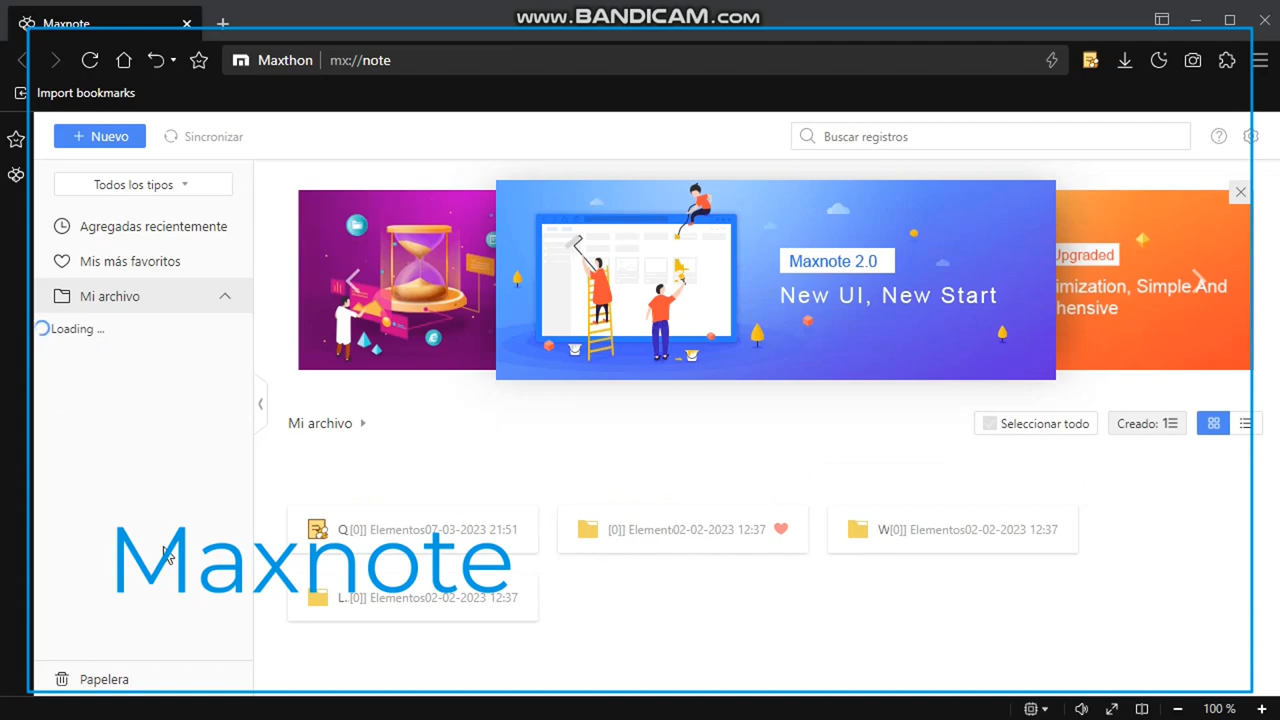 www.BANDICAM.com
Maxnote
Maxthon mx://note
Import bookmarks
Nuevo
Sincronizar
Buscar registros
Todos los tipos
Agregadas recientemente
Mis más favoritos
Mi archivo
Loading ...
Maxnote 2.0
New UI, New Start
Upgraded
imization, Simple And
hensive
Mi archivo
Seleccionar todo
Creado:
Q[0]] Elementos07-03-2023 21:51
[0]] Element02-02-2023 12:37
W[0]] Elementos02-02-2023 12:37
L.[0]] Elementos02-02-2023 12:37
Maxnote
Papelera
100 %